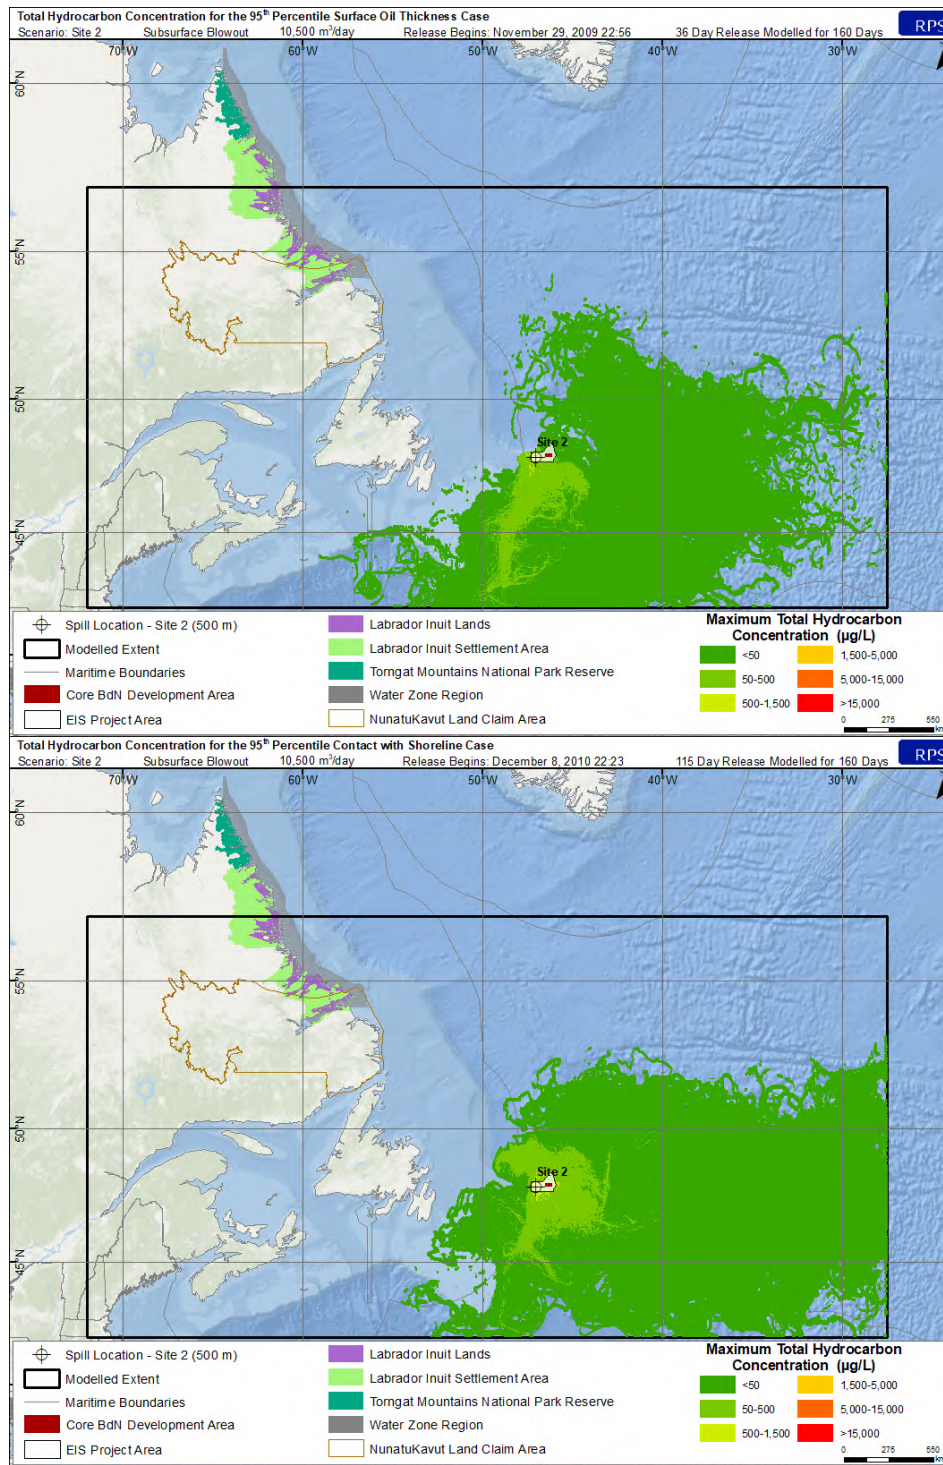 Total Hydrocarbon Concentration for the 95th Percentile Surface Oil Thickness Case
Scenario: Site 2 Subsurface Blowout 10,500 m³/day Release Begins: November 29, 2009 22:56 36 Day Release Modelled for 160 Days
RPS
70°W 60°W 50°W 40°W 30°W
60°N
55°N
50°N
Site 2
45°N
Spill Location - Site 2 (500 m)
Modelled Extent
Maritime Boundaries
Core BdN Development Area
EIS Project Area
Labrador Inuit Lands
Labrador Inuit Settlement Area
Torngat Mountains National Park Reserve
Water Zone Region
NunatuKavut Land Claim Area
Maximum Total Hydrocarbon
Concentration (µg/L)
<50 1,500-5,000
50-500 5,000-15,000
500-1,500 >15,000
0 275 550
km
Total Hydrocarbon Concentration for the 95th Percentile Contact with Shoreline Case
Scenario: Site 2 Subsurface Blowout 10,500 m³/day Release Begins: December 8, 2010 22:23 115 Day Release Modelled for 160 Days
RPS
70°W 60°W 50°W 40°W 30°W
60°N
55°N
50°N
Site 2
45°N
Spill Location - Site 2 (500 m)
Modelled Extent
Maritime Boundaries
Core BdN Development Area
EIS Project Area
Labrador Inuit Lands
Labrador Inuit Settlement Area
Torngat Mountains National Park Reserve
Water Zone Region
NunatuKavut Land Claim Area
Maximum Total Hydrocarbon
Concentration (µg/L)
<50 1,500-5,000
50-500 5,000-15,000
500-1,500 >15,000
0 275 550
km